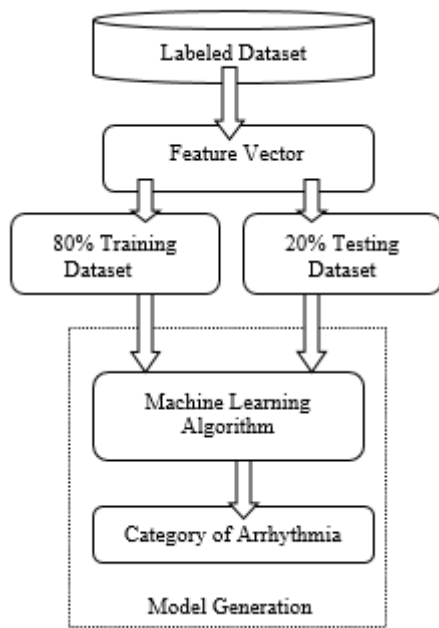 Labeled Dataset
Feature Vector
80% Training
Dataset
20% Testing
Dataset
Machine Learning
Algorithm
Category of Arrhythmia
Model Generation